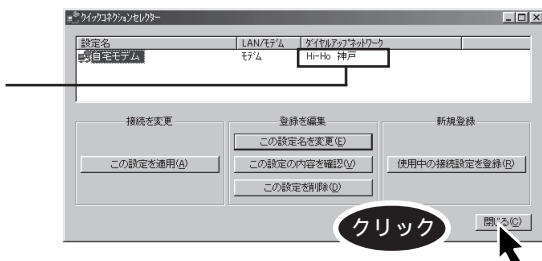 クイックコネクションセレクター
設定名 LAN/モデム ダイヤルアップネットワーク
自宅モデム モデム Hi-Ho 神戸
接続を変更 登録を編集 新規登録
この設定名を変更(E)
この設定を適用(A) この設定の内容を確認(V) 使用中の接続設定を登録(R)
この設定を削除(D)
クリック 閉じる(C)